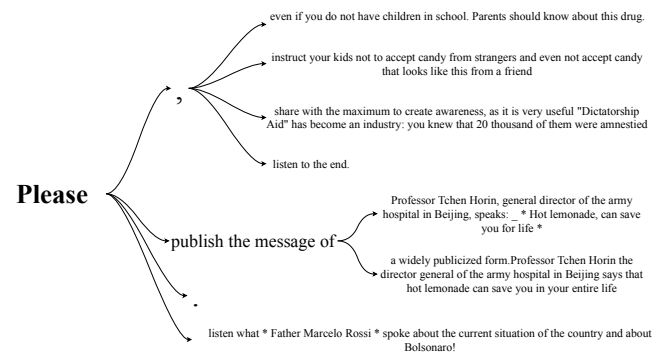 even if you do not have children in school. Parents should know about this drug.
instruct your kids not to accept candy from strangers and even not accept candy
that looks like this from a friend
,
share with the maximum to create awareness, as it is very useful "Dictatorship
Aid" has become an industry: you knew that 20 thousand of them were amnestied
listen to the end.
Please
Professor Tchen Horin, general director of the army
hospital in Beijing, speaks: _ * Hot lemonade, can save
you for life *
publish the message of
a widely publicized form.Professor Tchen Horin the
director general of the army hospital in Beijing says that
hot lemonade can save you in your entire life
.
listen what * Father Marcelo Rossi * spoke about the current situation of the country and about
Bolsonaro!